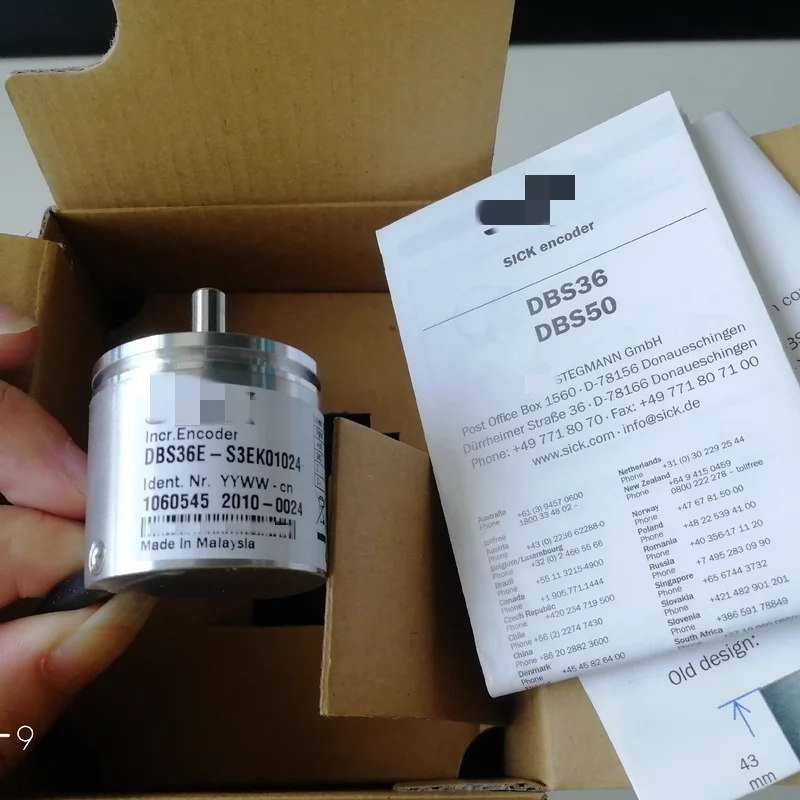 Incr.Encoder
DBS36E-S3EK01024
Ident. Nr. YYWW-cn
1060545 2010-0024
Made In Malaysia
SICK encoder
DBS36
DBS50
STEGMANN GmbH
Post Office Box 1560 · D-78156 Donaueschingen
Dürrheimer Straße 36 · D-78166 Donaueschingen
Phone: +49 771 80 70 · Fax: +49 771 80 71 00
www.sick.com · info@sick.de
Australia
Phone +61 (3) 9457 0600
1800 33 48 02 -
tollfree
Austria
Phone +43 (0) 2236 62288-0
Belgium/Luxembourg
Phone +32 (0) 2 466 55 66
Brazil
Phone +55 11 3215-4900
Canada
Phone +1 905.771.1444
Czech Republic
Phone +420 234 719 500
Chile
Phone +56 (2) 2274 7430
China
Phone +86 20 2882 3600
Denmark
Phone +45 45 82 64 00
Netherlands
Phone +31 (0) 30 229 25 44
New Zealand
Phone +64 9 415 0459
0800 222 278 - tollfree
Norway
Phone +47 67 81 50 00
Poland
Phone +48 22 539 41 00
Romania
Phone +40 356-17 11 20
Russia
Phone +7 495 283 09 90
Singapore
Phone +65 6744 3732
Slovakia
Phone +421 482 901 201
Slovenia
Phone +386 591 78849
South Africa
Phone
Old design:
43
mm
-9